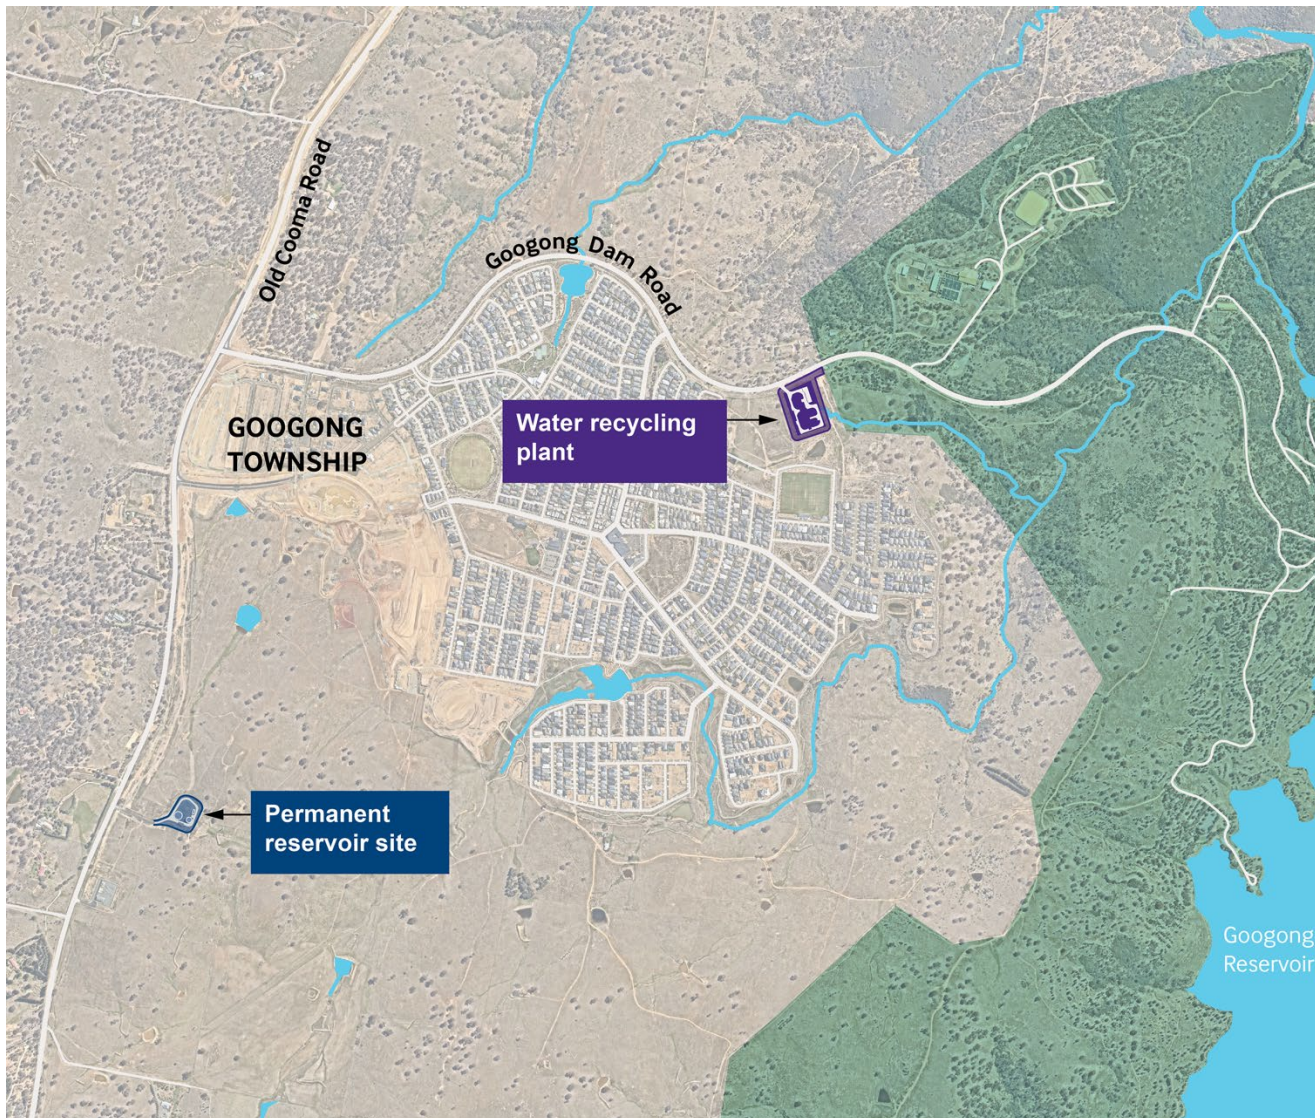 Old Cooma Road
Googong Dam Road
GOOGONG
TOWNSHIP
Water recycling
plant
Permanent
reservoir site
Googong
Reservoir